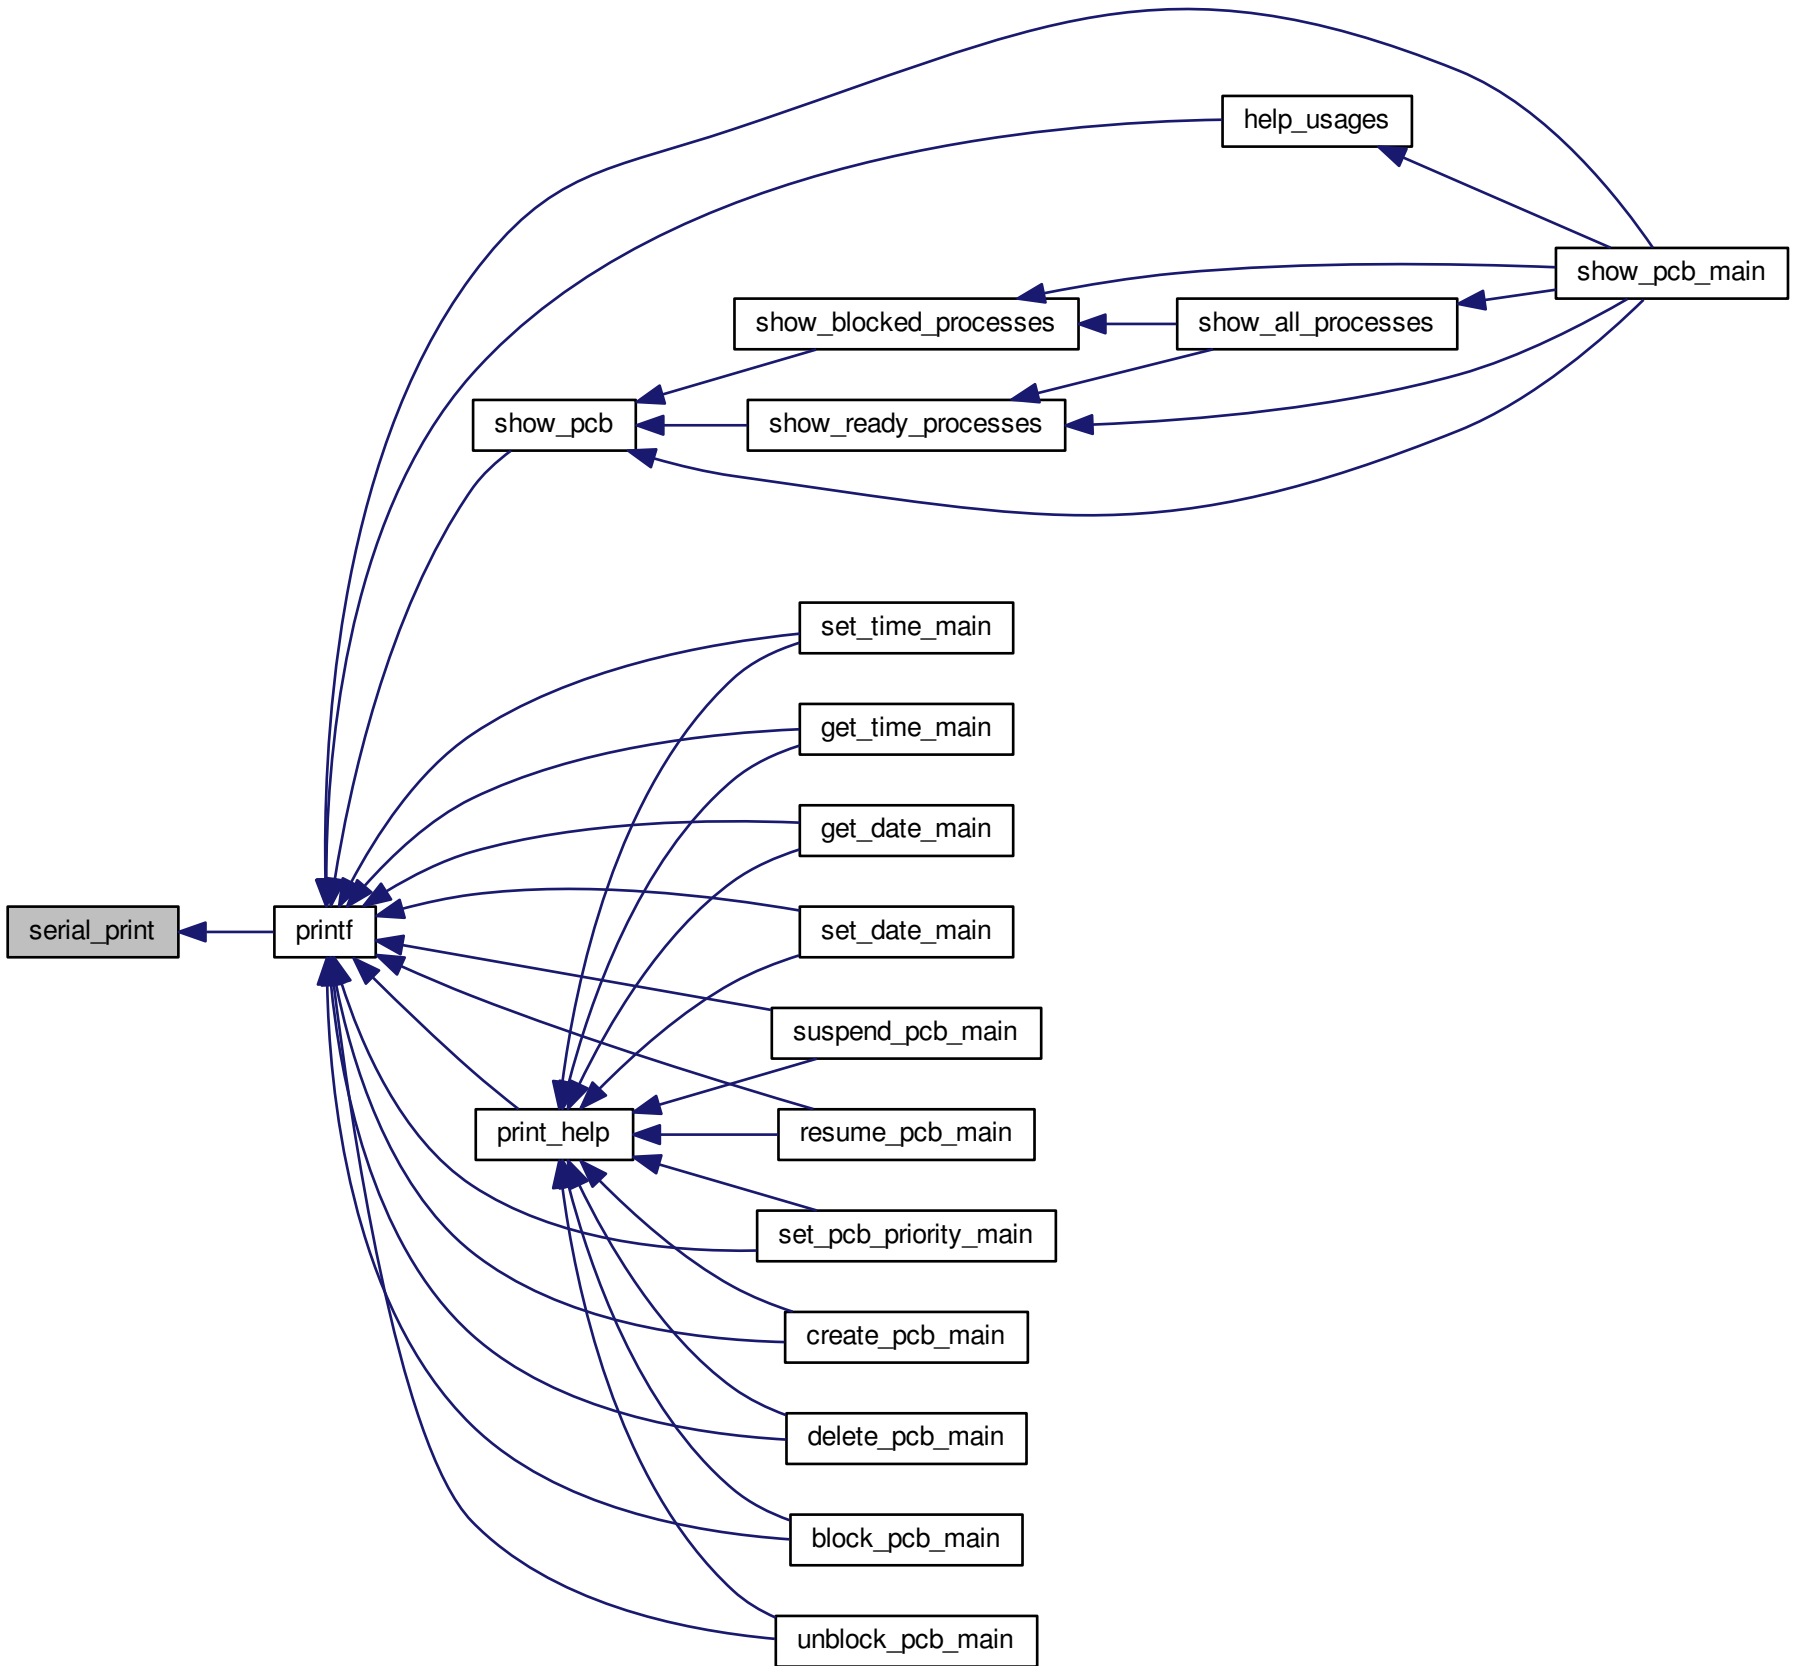 help_usages
show_pcb_main
show_blocked_processes
show_all_processes
show_pcb
show_ready_processes
set_time_main
get_time_main
get_date_main
serial_print
printf
set_date_main
suspend_pcb_main
print_help
resume_pcb_main
set_pcb_priority_main
create_pcb_main
delete_pcb_main
block_pcb_main
unblock_pcb_main